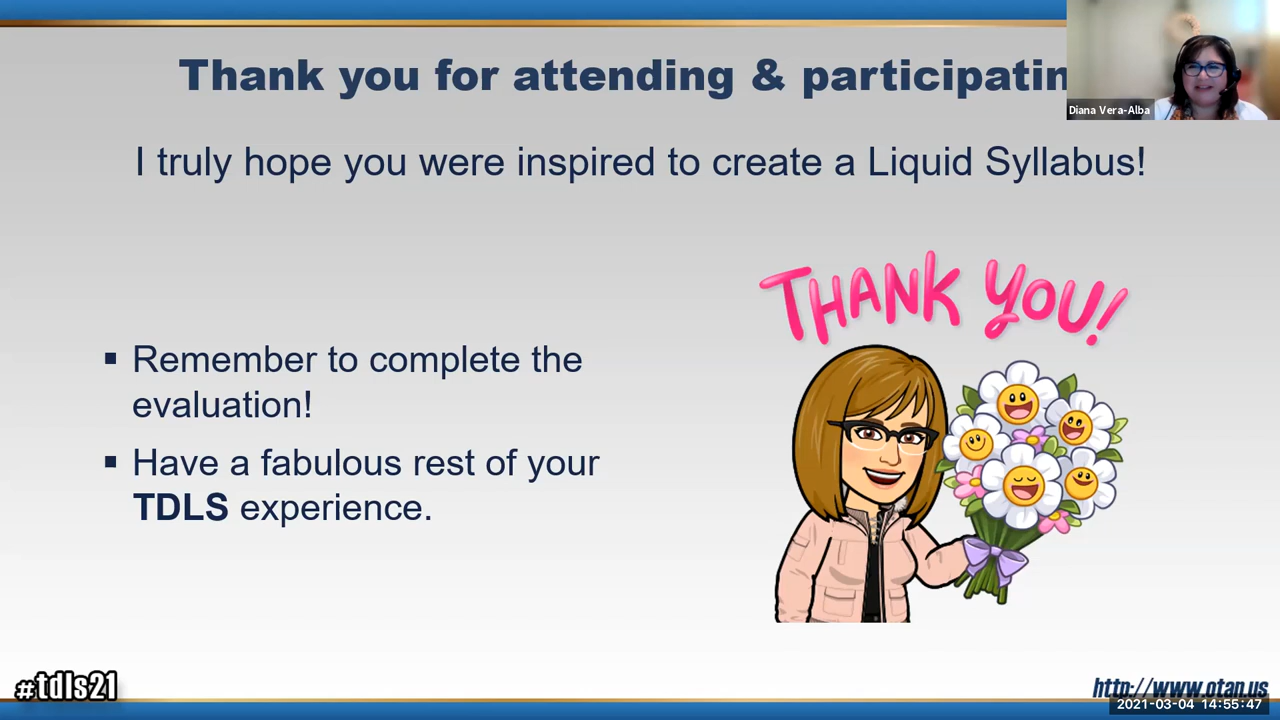 Thank you for attending & participatin
Diana Vera-Alba
I truly hope you were inspired to create a Liquid Syllabus!
THANK YOU!
▪ Remember to complete the
evaluation!
▪ Have a fabulous rest of your
TDLS experience.
#tdls21
http://www.otan.us
2021-03-04 14:55:47